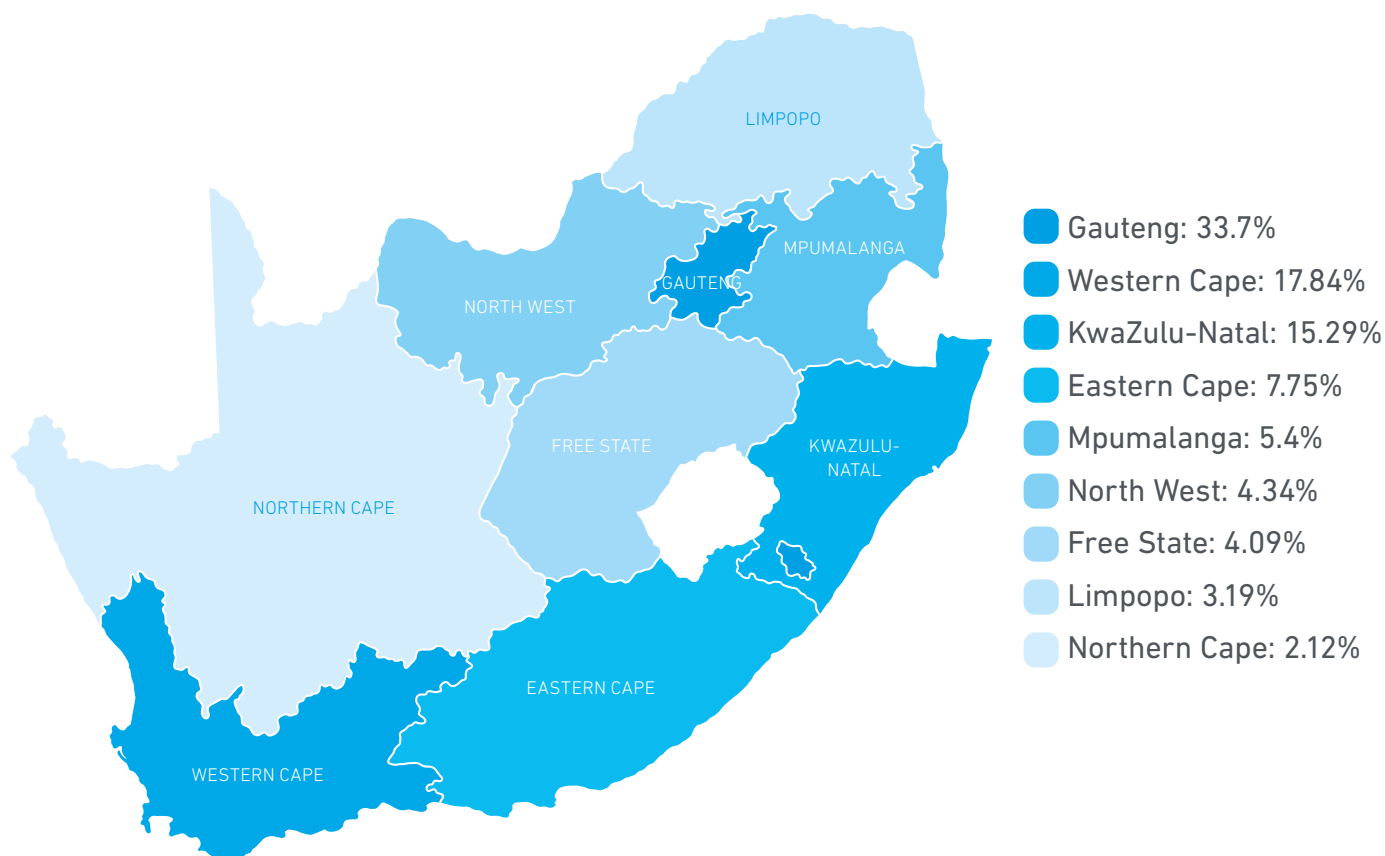 LIMPOPO
MPUMALANGA
GAUTENG
NORTH WEST
FREE STATE
KWAZULU-
NATAL
NORTHERN CAPE
EASTERN CAPE
WESTERN CAPE
Gauteng: 33.7%
Western Cape: 17.84%
KwaZulu-Natal: 15.29%
Eastern Cape: 7.75%
Mpumalanga: 5.4%
North West: 4.34%
Free State: 4.09%
Limpopo: 3.19%
Northern Cape: 2.12%